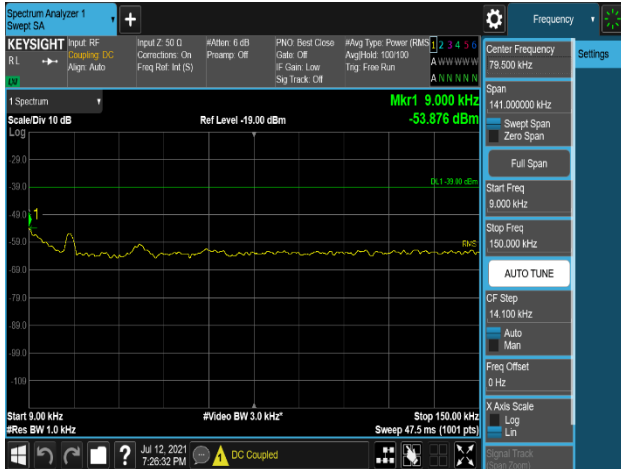 Spectrum Analyzer 1
Swept SA
+
Frequency
KEYSIGHT
R L
LV
Input: RF
Coupling: DC
Align: Auto
Input Z: 50 Ω
Corrections: On
Freq Ref: Int (S)
#Atten: 6 dB
Preamp: Off
PNO: Best Close
Gate: Off
IF Gain: Low
Sig Track: Off
#Avg Type: Power (RMS
Avg|Hold: 100/100
Trig: Free Run
1 2 3 4 5 6
A W W W W W
A N N N N N
Center Frequency
79.500 kHz
Settings
Span
141.000000 kHz
Swept Span
Zero Span
Full Span
Start Freq
9.000 kHz
Stop Freq
150.000 kHz
AUTO TUNE
CF Step
14.100 kHz
Auto
Man
Freq Offset
0 Hz
X Axis Scale
Log
Lin
Signal Track
(Span Zoom)
1 Spectrum
Scale/Div 10 dB
Log
Ref Level -19.00 dBm
Mkr1 9.000 kHz
-53.876 dBm
-29.0
-39.0
DL1 -39.00 dBm
-49.0
1
-59.0
RMS
-69.0
-79.0
-89.0
-99.0
-109
Start 9.00 kHz
#Video BW 3.0 kHz*
Stop 150.00 kHz
#Res BW 1.0 kHz
Sweep 47.5 ms (1001 pts)
?
Jul 12, 2021
7:26:32 PM
DC Coupled